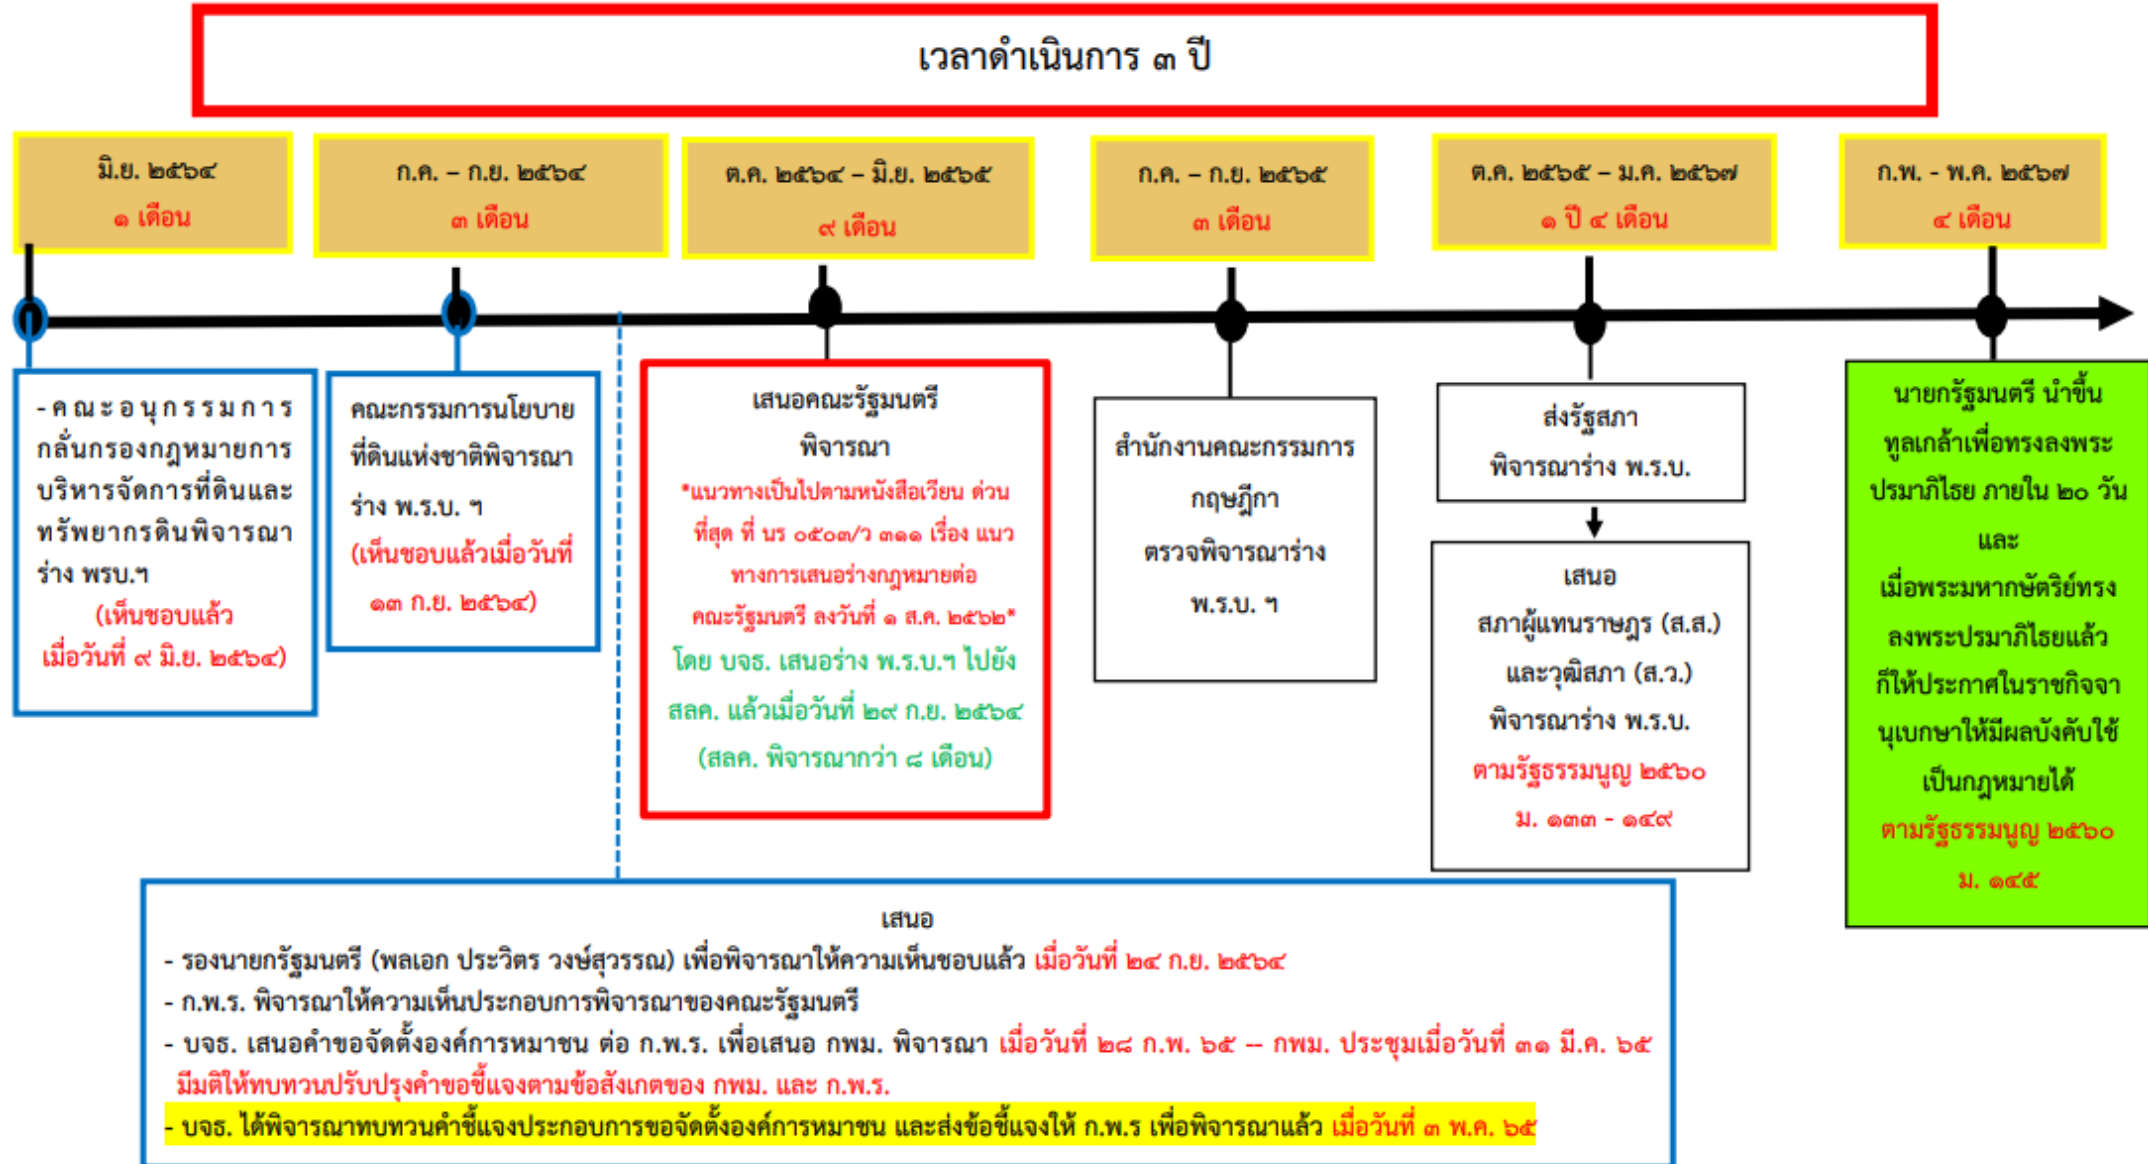 เวลาดำเนินการ ๓ ปี
มิ.ย. ๒๕๖๔
๑ เดือน
ก.ค. – ก.ย. ๒๕๖๔
๓ เดือน
ต.ค. ๒๕๖๔ – มิ.ย. ๒๕๖๕
๙ เดือน
ก.ค. – ก.ย. ๒๕๖๕
๓ เดือน
ต.ค. ๒๕๖๕ – ม.ค. ๒๕๖๗
๑ ปี ๔ เดือน
ก.พ. - พ.ค. ๒๕๖๗
๔ เดือน
-คณะอนุกรรมการ
กลั่นกรองกฎหมายการ
บริหารจัดการที่ดินและ
ทรัพยากรดินพิจารณา
ร่าง พรบ.ฯ
(เห็นชอบแล้ว
เมื่อวันที่ ๙ มิ.ย. ๒๕๖๔)
คณะกรรมการนโยบาย
ที่ดินแห่งชาติพิจารณา
ร่าง พ.ร.บ. ฯ
(เห็นชอบแล้วเมื่อวันที่
๑๓ ก.ย. ๒๕๖๔)
เสนอคณะรัฐมนตรี
พิจารณา
*แนวทางเป็นไปตามหนังสือเวียน ด่วน
ที่สุด ที่ นร ๐๕๐๓/ว ๓๑๑ เรื่อง แนว
ทางการเสนอร่างกฎหมายต่อ
คณะรัฐมนตรี ลงวันที่ ๑ ส.ค. ๒๕๖๒*
โดย บจธ. เสนอร่าง พ.ร.บ.ฯ ไปยัง
สลค. แล้วเมื่อวันที่ ๒๙ ก.ย. ๒๕๖๔
(สลค. พิจารณากว่า ๘ เดือน)
สำนักงานคณะกรรมการ
กฤษฎีกา
ตรวจพิจารณาร่าง
พ.ร.บ. ฯ
ส่งรัฐสภา
พิจารณาร่าง พ.ร.บ.
เสนอ
สภาผู้แทนราษฎร (ส.ส.)
และวุฒิสภา (ส.ว.)
พิจารณาร่าง พ.ร.บ.
ตามรัฐธรรมนูญ ๒๕๖๐
ม. ๑๓๓ - ๑๔๙
นายกรัฐมนตรี นำขึ้น
ทูลเกล้าเพื่อทรงลงพระ
ปรมาภิไธย ภายใน ๒๐ วัน
และ
เมื่อพระมหากษัตริย์ทรง
ลงพระปรมาภิไธยแล้ว
ก็ให้ประกาศในราชกิจจา
นุเบกษาให้มีผลบังคับใช้
เป็นกฎหมายได้
ตามรัฐธรรมนูญ ๒๕๖๐
ม. ๑๔๕
เสนอ
- รองนายกรัฐมนตรี (พลเอก ประวิตร วงษ์สุวรรณ) เพื่อพิจารณาให้ความเห็นชอบแล้ว เมื่อวันที่ ๒๔ ก.ย. ๒๕๖๔
- ก.พ.ร. พิจารณาให้ความเห็นประกอบการพิจารณาของคณะรัฐมนตรี
- บจธ. เสนอคำขอจัดตั้งองค์การมหาชน ต่อ ก.พ.ร. เพื่อเสนอ กพม. พิจารณา เมื่อวันที่ ๒๘ ก.พ. ๖๕ -- กพม. ประชุมเมื่อวันที่ ๓๑ มี.ค. ๖๕
มีมติให้ทบทวนปรับปรุงคำขอชี้แจงตามข้อสังเกตของ กพม. และ ก.พ.ร.
- บจธ. ได้พิจารณาทบทวนคำชี้แจงประกอบการขอจัดตั้งองค์การหมาชน และส่งข้อชี้แจงให้ ก.พ.ร เพื่อพิจารณาแล้ว เมื่อวันที่ ๓ พ.ค. ๖๕